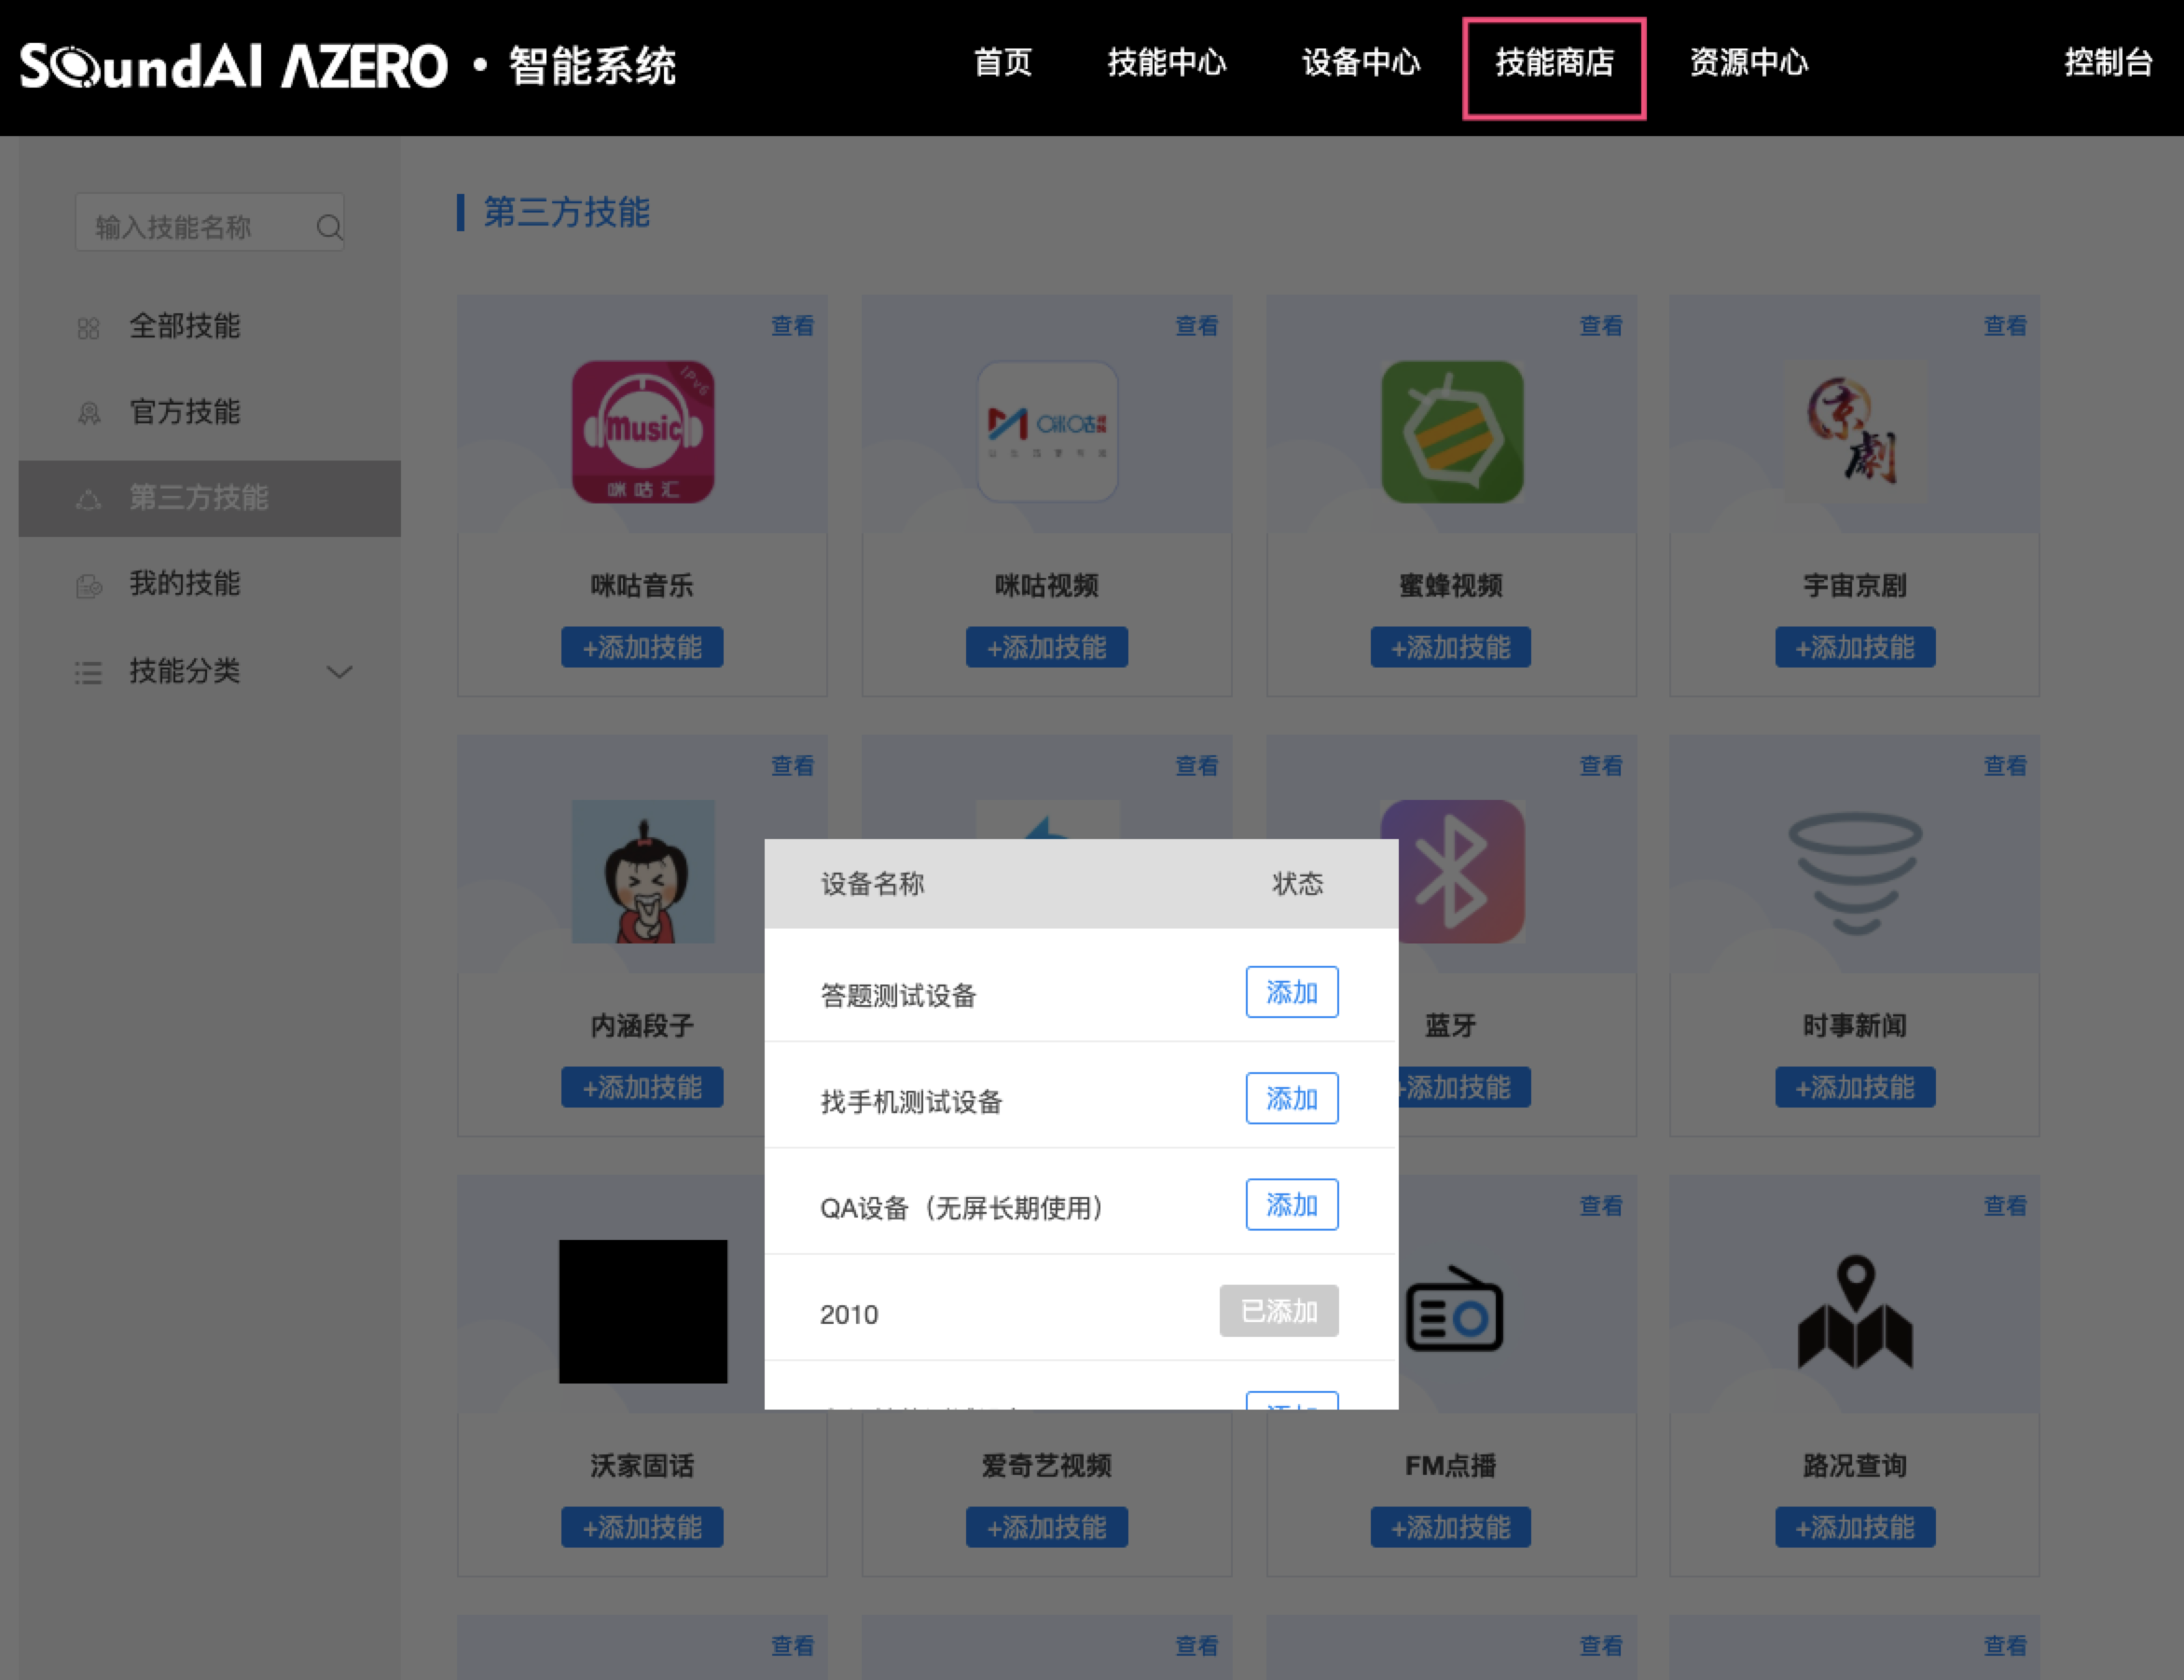 SoundAI AZERO · 智能系统
首页
技能中心
设备中心
技能商店
资源中心
控制台
输入技能名称
全部技能
官方技能
第三方技能
我的技能
技能分类
第三方技能
查看
查看
查看
查看
IPv6
music
咪咕汇
咪咕视频
京劇
咪咕音乐
咪咕视频
蜜蜂视频
宇宙京剧
+添加技能
+添加技能
+添加技能
+添加技能
查看
查看
查看
查看
内涵段子
蓝牙
时事新闻
+添加技能
+添加技能
+添加技能
设备名称
状态
答题测试设备
添加
找手机测试设备
添加
QA设备（无屏长期使用）
添加
2010
已添加
查看
查看
沃家固话
爱奇艺视频
FM点播
路况查询
+添加技能
+添加技能
+添加技能
+添加技能
查看
查看
查看
查看